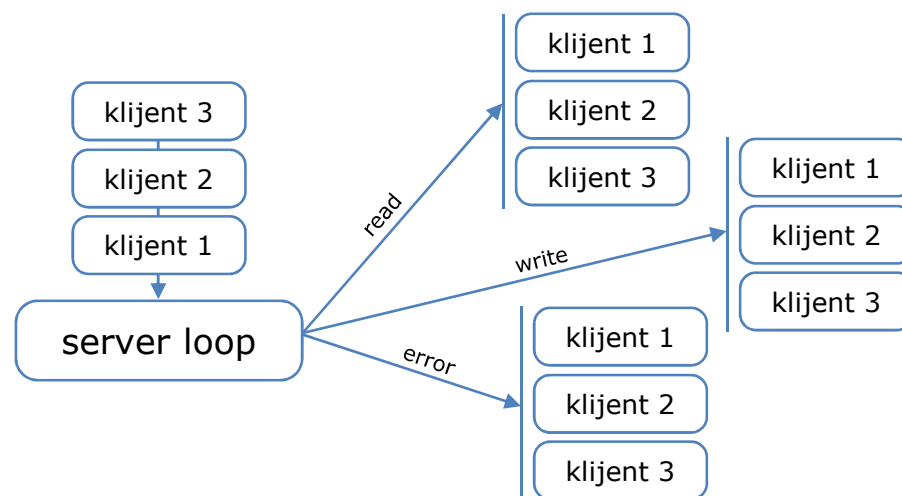 klijent 3
klijent 2
klijent 1
server loop
read
klijent 1
klijent 2
klijent 3
write
klijent 1
klijent 2
klijent 3
error
klijent 1
klijent 2
klijent 3